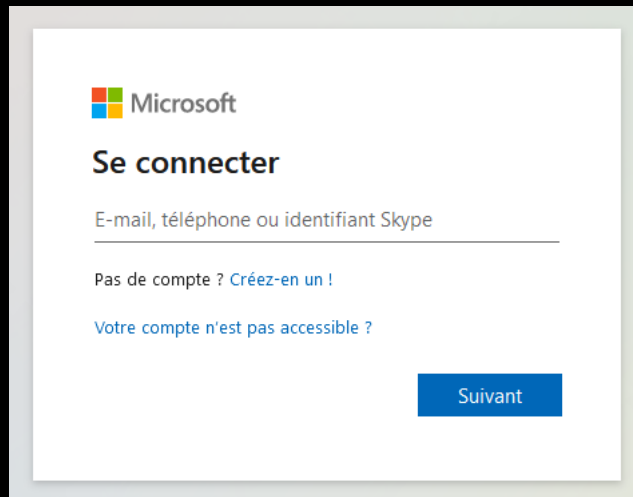 Microsoft
Se connecter
E-mail, téléphone ou identifiant Skype
Pas de compte ? Créez-en un !
Votre compte n'est pas accessible ?
Suivant